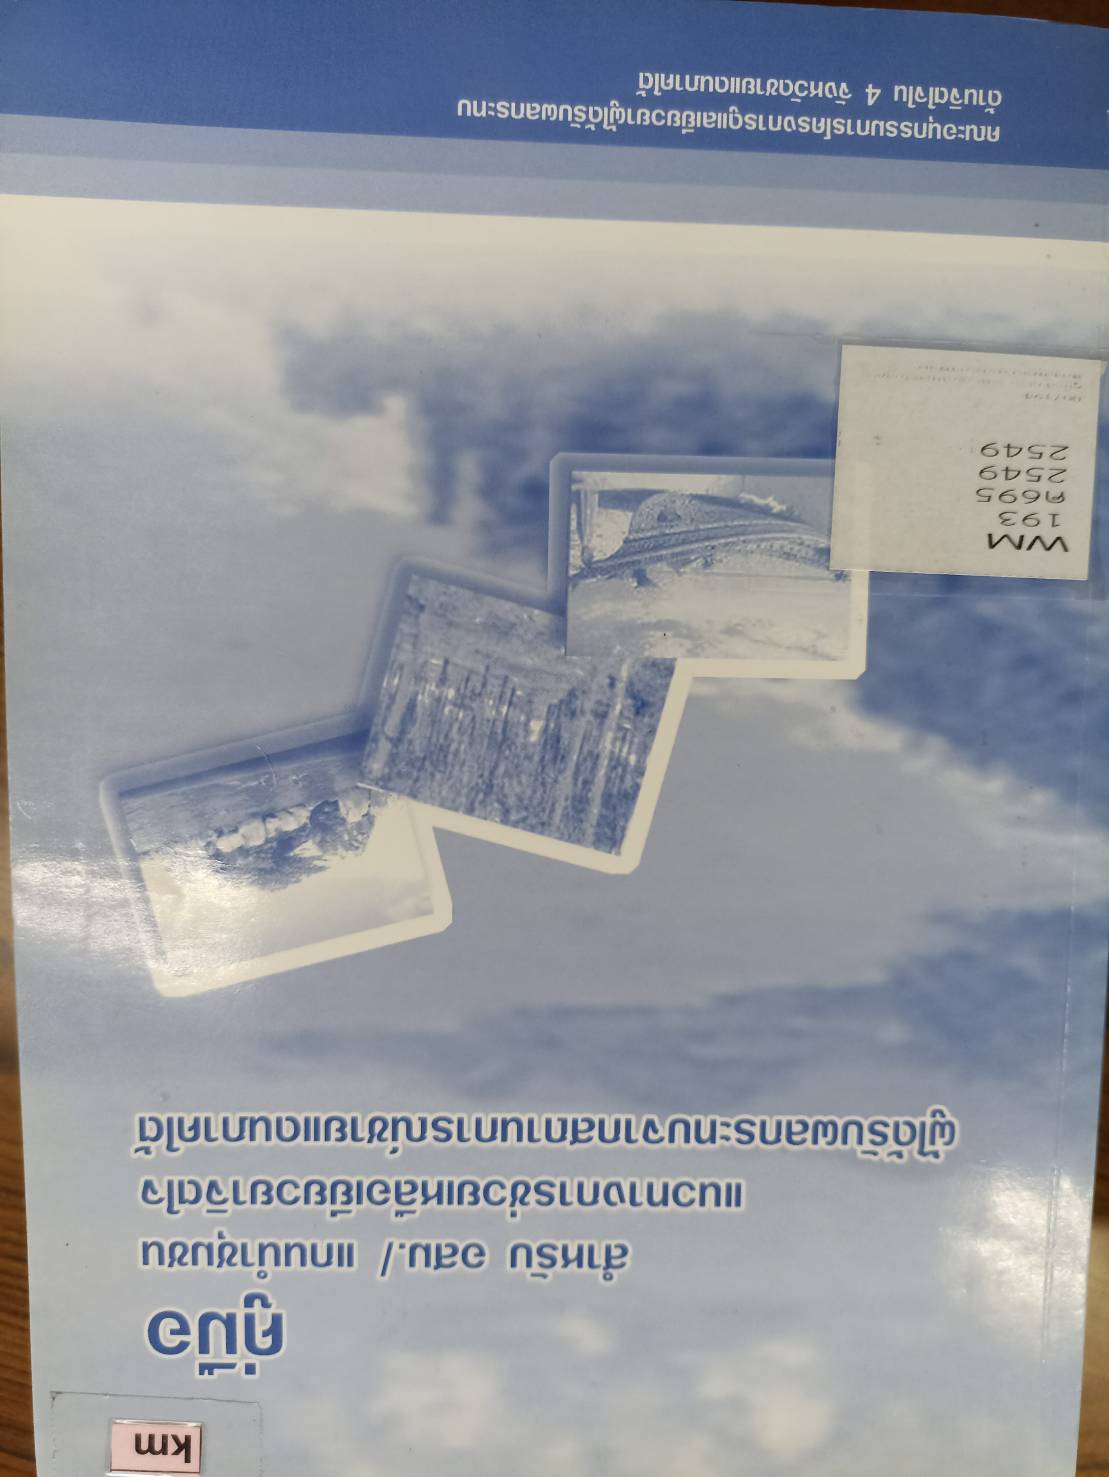 km
คู่มือ
สำหรับ อสม./ แกนนำชุมชน
แนวทางการช่วยเหลือเยียวยาจิตใจ
ผู้ได้รับผลกระทบจากสถานการณ์ชายแดนภาคใต้
WM
193
ค695
2549
2549
คณะอนุกรรมการโครงการดูแลเยียวยาผู้ได้รับผลกระทบ
ด้านจิตใจใน 4 จังหวัดชายแดนภาคใต้